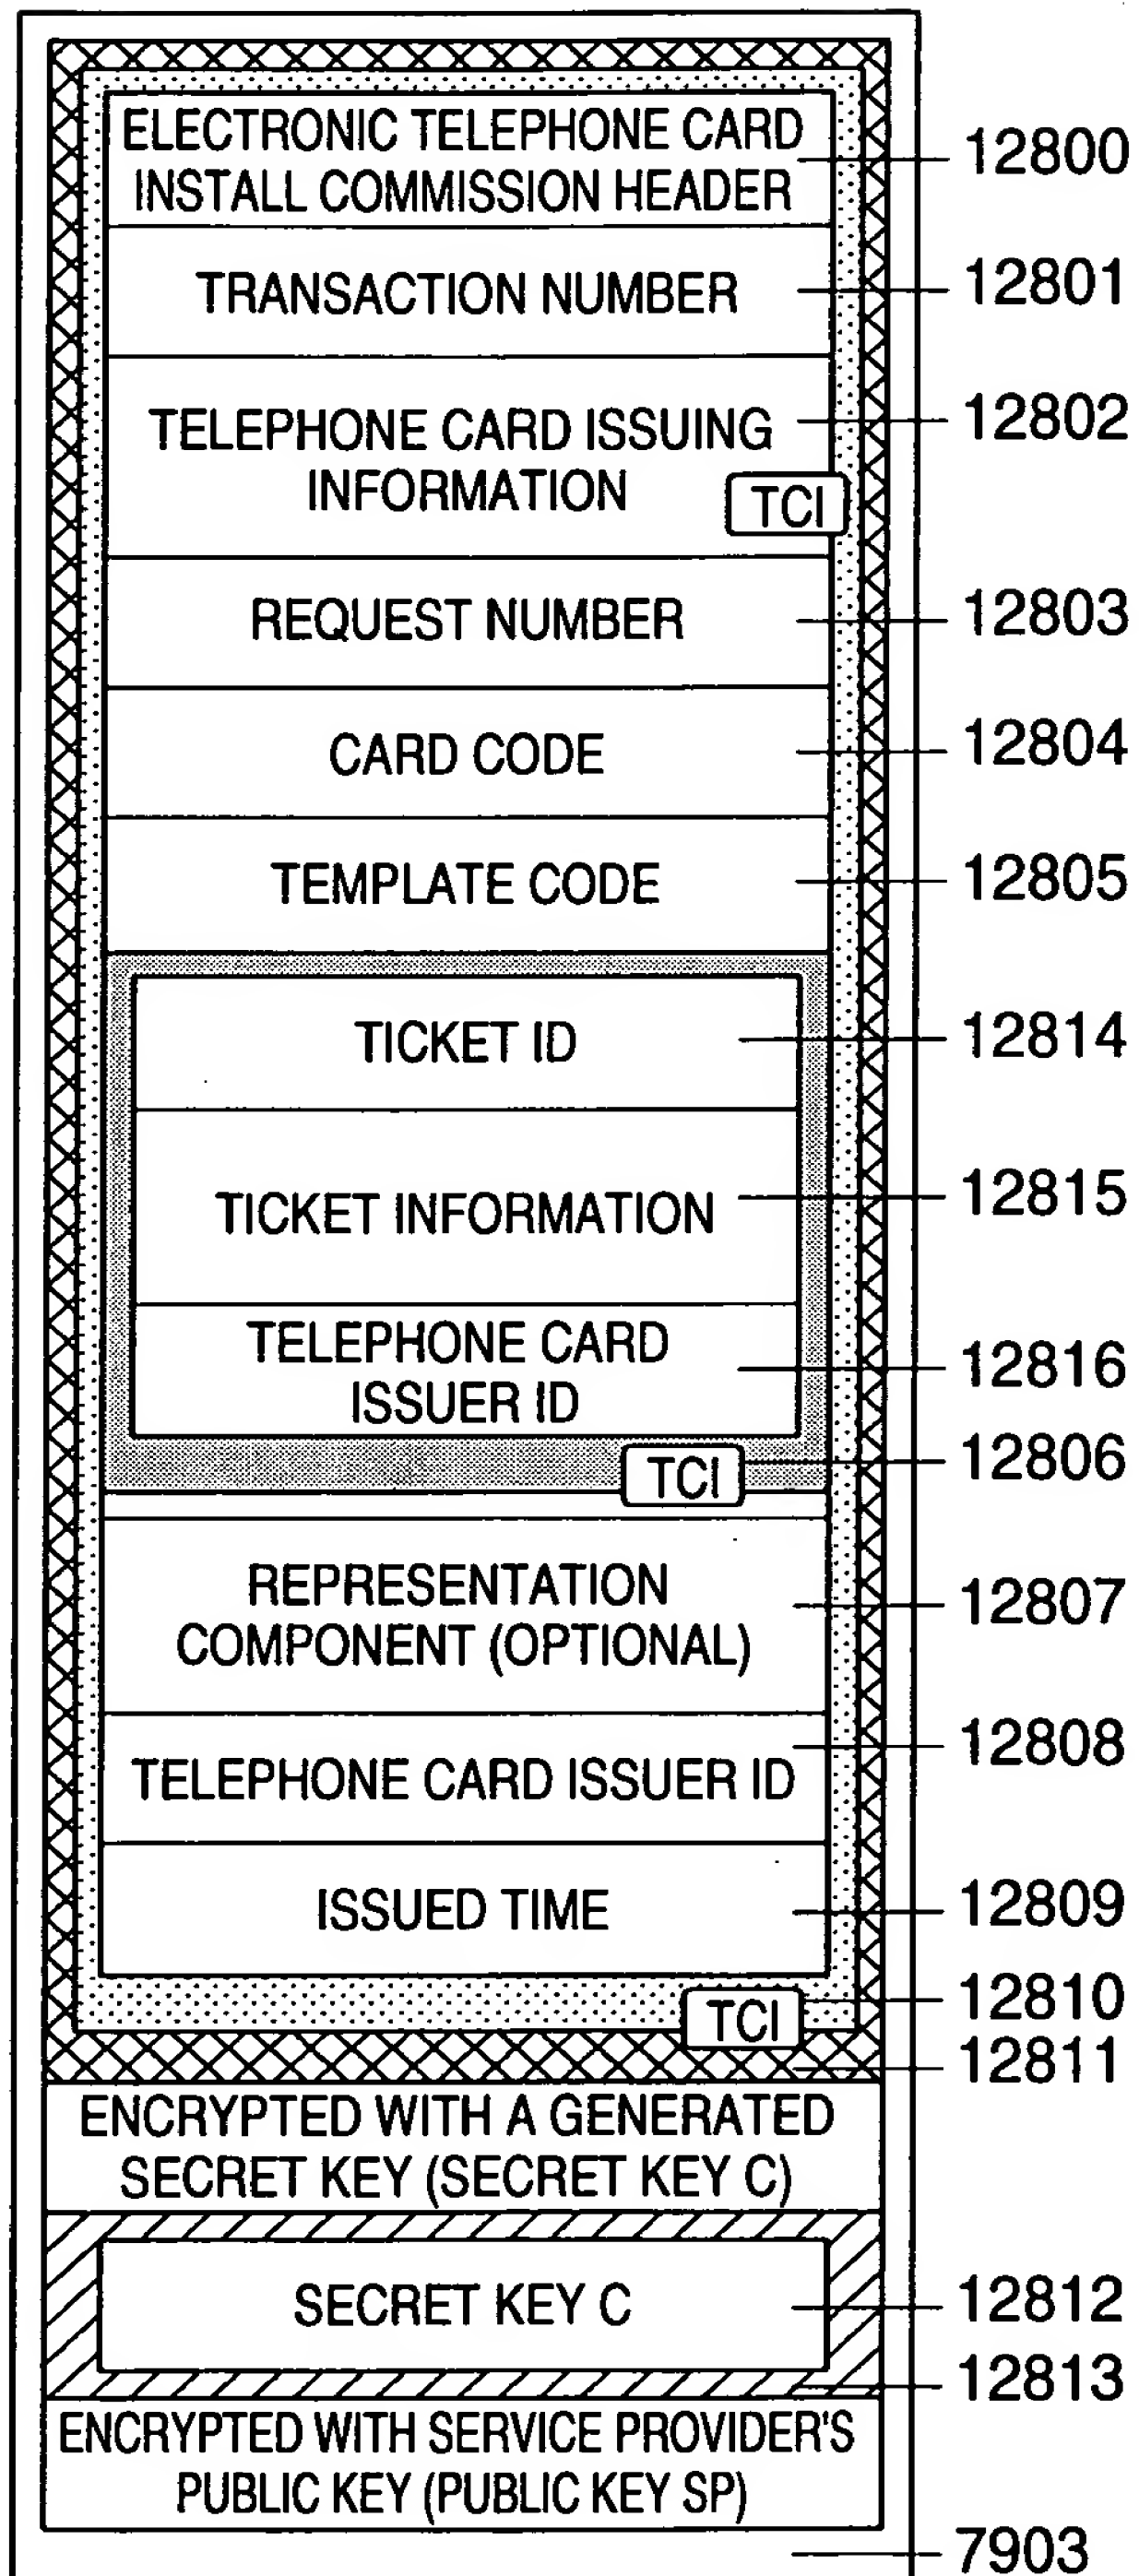 ELECTRONIC TELEPHONE CARD
INSTALL COMMISSION HEADER
12800
TRANSACTION NUMBER
12801
TELEPHONE CARD ISSUING
INFORMATION
12802
TCI
REQUEST NUMBER
12803
CARD CODE
12804
TEMPLATE CODE
12805
TICKET ID
12814
TICKET INFORMATION
12815
TELEPHONE CARD
ISSUER ID
12816
TCI
12806
REPRESENTATION
COMPONENT (OPTIONAL)
12807
TELEPHONE CARD ISSUER ID
12808
ISSUED TIME
12809
TCI
12810
12811
ENCRYPTED WITH A GENERATED
SECRET KEY (SECRET KEY C)
SECRET KEY C
12812
12813
ENCRYPTED WITH SERVICE PROVIDER'S
PUBLIC KEY (PUBLIC KEY SP)
7903